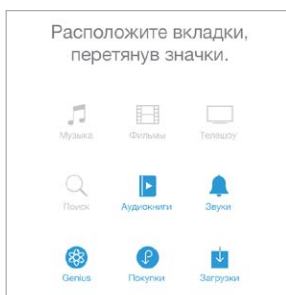 Расположите вкладки,
перетянув значки.
Музыка Фильмы Телешоу
Поиск Аудиокниги Звуки
Genius Покупки Загрузки